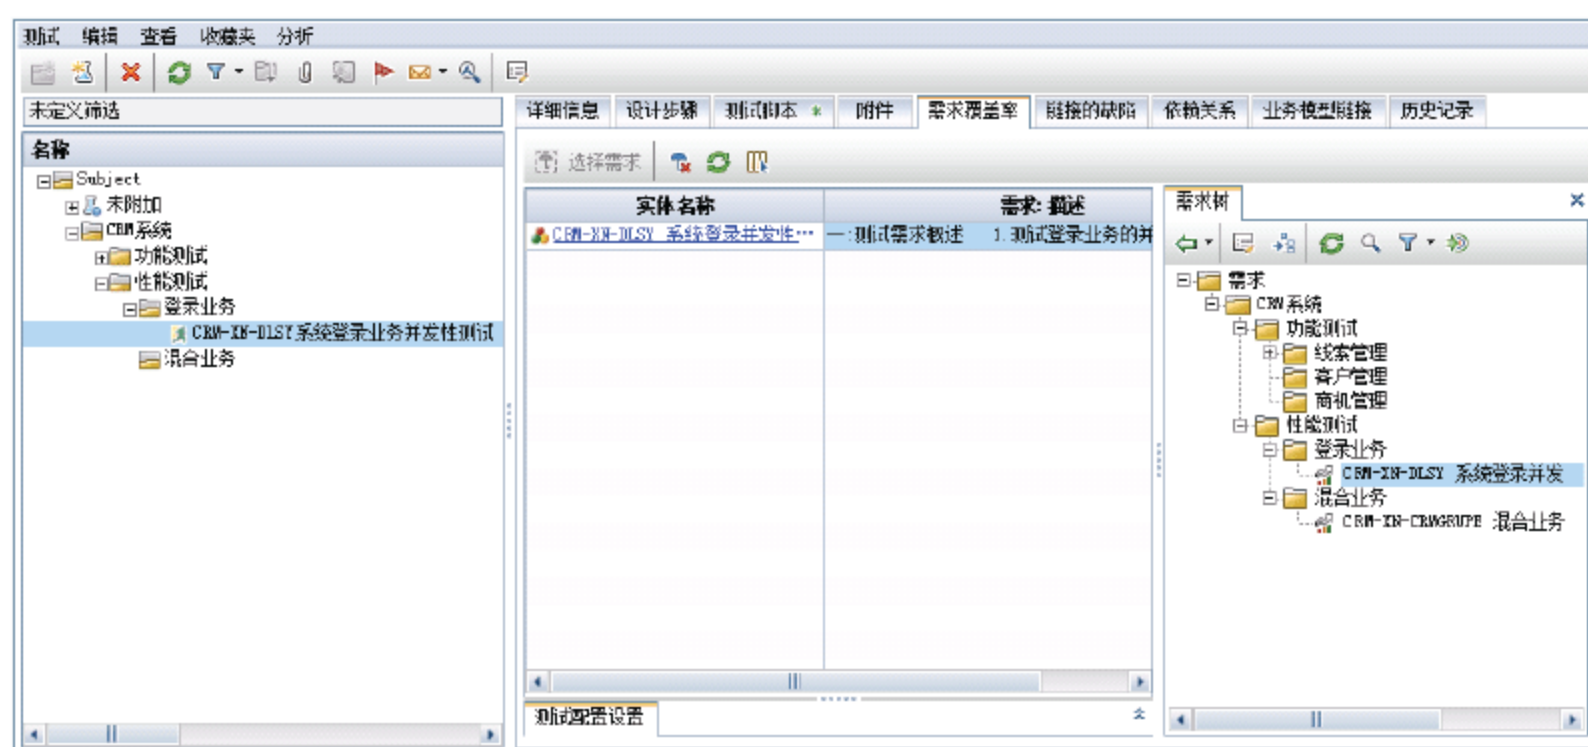 测试 编辑 查看 收藏夹 分析
未定义筛选
详细信息 设计步骤 测试脚本 * 附件 需求覆盖率 链接的缺陷 依赖关系 业务模型链接 历史记录
名称
Subject
未附加
CRM系统
功能测试
性能测试
登录业务
CRM-XN-DLSY系统登录业务并发性测试
混合业务
选择需求
实体名称 需求: 描述
CRM-XN-DLSY 系统登录并发性… 一:测试需求概述 1.测试登录业务的并
测试配置设置
需求树
需求
CRM系统
功能测试
线索管理
客户管理
商机管理
性能测试
登录业务
CRM-XN-DLSY 系统登录并发
混合业务
CRM-XN-CRMGRUPE 混合业务